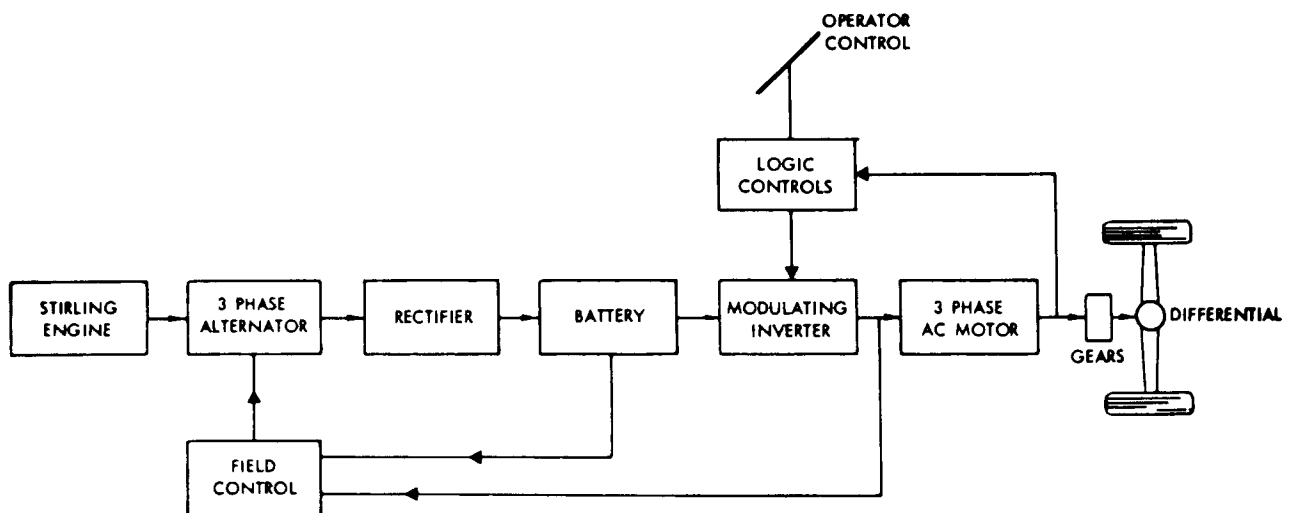 OPERATOR
CONTROL
LOGIC
CONTROLS
STIRLING
ENGINE
3 PHASE
ALTERNATOR
RECTIFIER
BATTERY
MODULATING
INVERTER
3 PHASE
AC MOTOR
GEARS
DIFFERENTIAL
FIELD
CONTROL